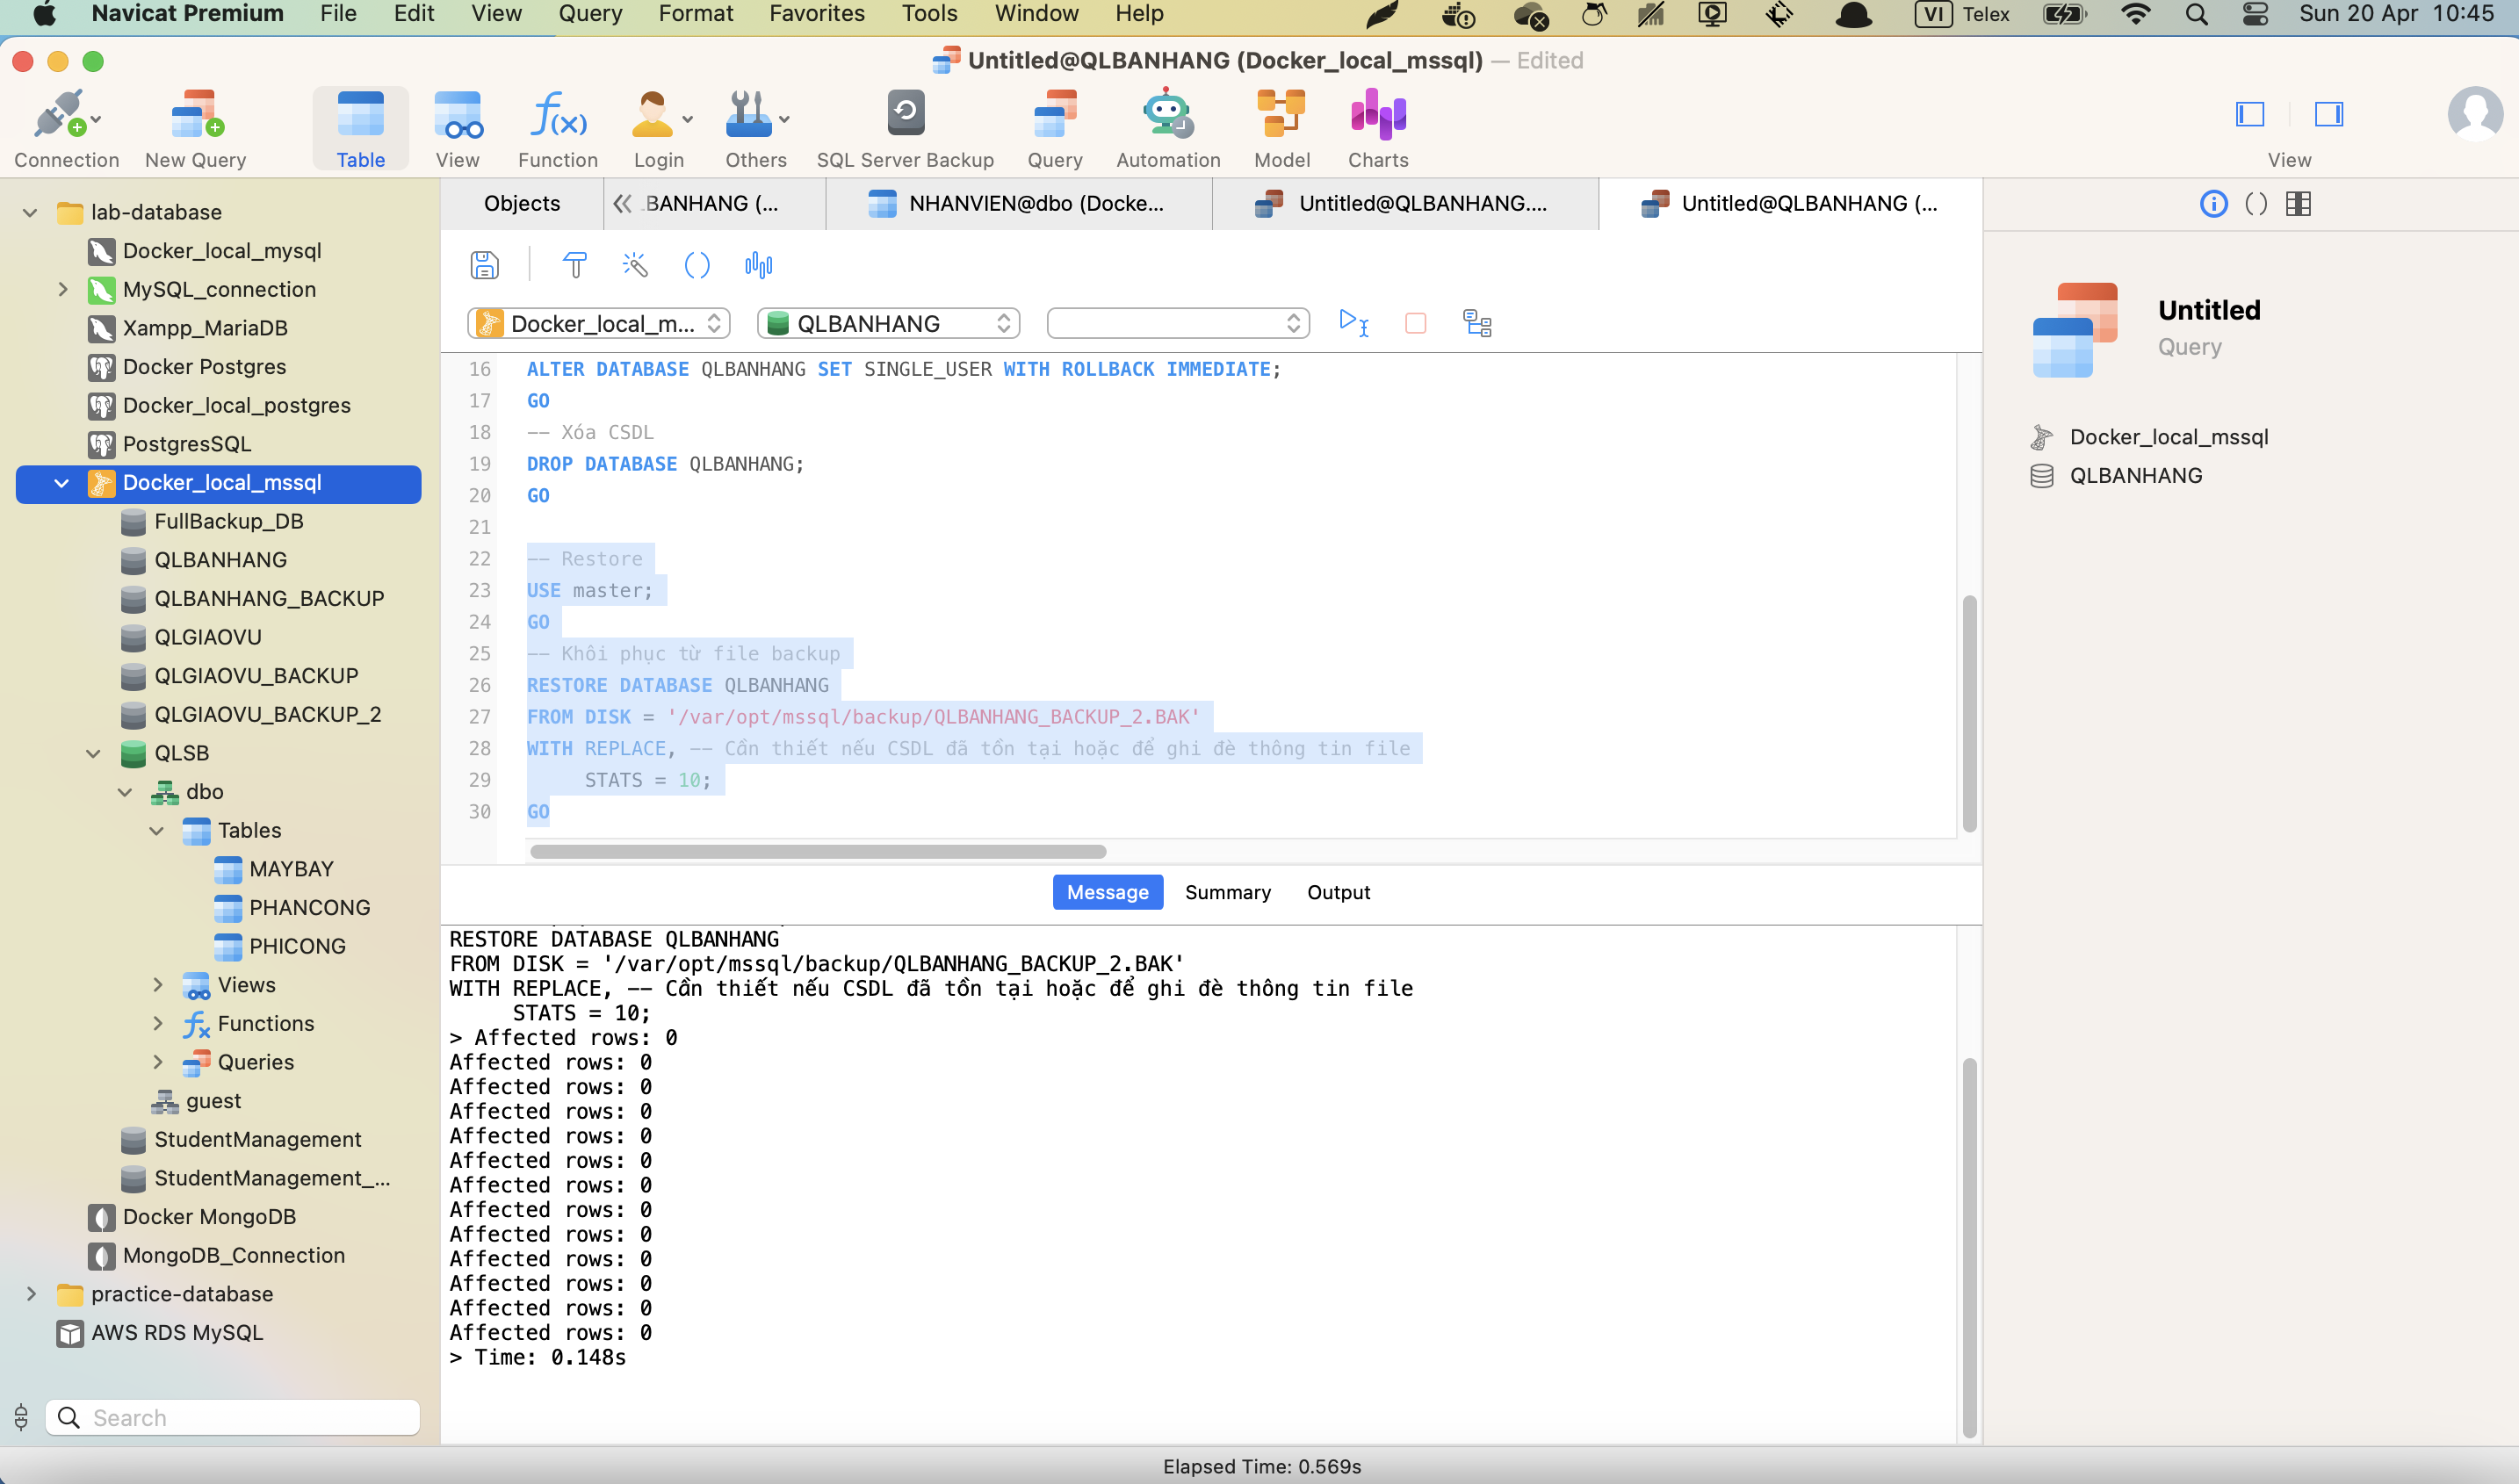 Navicat Premium File Edit View Query Format Favorites Tools Window Help VI Telex Sun 20 Apr 10:45
Untitled@QLBANHANG (Docker_local_mssql) — Edited
Connection New Query Table View Function Login Others SQL Server Backup Query Automation Model Charts View
lab-database
Docker_local_mysql
MySQL_connection
Xampp_MariaDB
Docker Postgres
Docker_local_postgres
PostgresSQL
Docker_local_mssql
FullBackup_DB
QLBANHANG
QLBANHANG_BACKUP
QLGIAOVU
QLGIAOVU_BACKUP
QLGIAOVU_BACKUP_2
QLSB
dbo
Tables
MAYBAY
PHANCONG
PHICONG
Views
Functions
Queries
guest
StudentManagement
StudentManagement_...
Docker MongoDB
MongoDB_Connection
practice-database
AWS RDS MySQL
Search
Objects BANHANG (... NHANVIEN@dbo (Docke... Untitled@QLBANHANG.... Untitled@QLBANHANG (...
Docker_local_m... QLBANHANG
16 ALTER DATABASE QLBANHANG SET SINGLE_USER WITH ROLLBACK IMMEDIATE;
17 GO
18 -- Xóa CSDL
19 DROP DATABASE QLBANHANG;
20 GO
21
22 -- Restore
23 USE master;
24 GO
25 -- Khôi phục từ file backup
26 RESTORE DATABASE QLBANHANG
27 FROM DISK = '/var/opt/mssql/backup/QLBANHANG_BACKUP_2.BAK'
28 WITH REPLACE, -- Cần thiết nếu CSDL đã tồn tại hoặc để ghi đè thông tin file
29 STATS = 10;
30 GO
Message Summary Output
RESTORE DATABASE QLBANHANG
FROM DISK = '/var/opt/mssql/backup/QLBANHANG_BACKUP_2.BAK'
WITH REPLACE, -- Cần thiết nếu CSDL đã tồn tại hoặc để ghi đè thông tin file
STATS = 10;
> Affected rows: 0
Affected rows: 0
Affected rows: 0
Affected rows: 0
Affected rows: 0
Affected rows: 0
Affected rows: 0
Affected rows: 0
Affected rows: 0
Affected rows: 0
Affected rows: 0
Affected rows: 0
Affected rows: 0
> Time: 0.148s
Untitled
Query
Docker_local_mssql
QLBANHANG
Elapsed Time: 0.569s